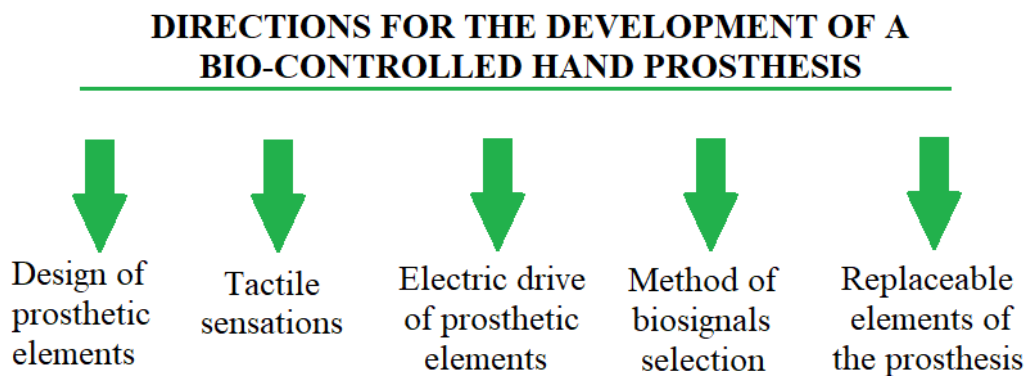 DIRECTIONS FOR THE DEVELOPMENT OF A
BIO-CONTROLLED HAND PROSTHESIS
Design of
prosthetic
elements
Tactile
sensations
Electric drive
of prosthetic
elements
Method of
biosignals
selection
Replaceable
elements of
the prosthesis